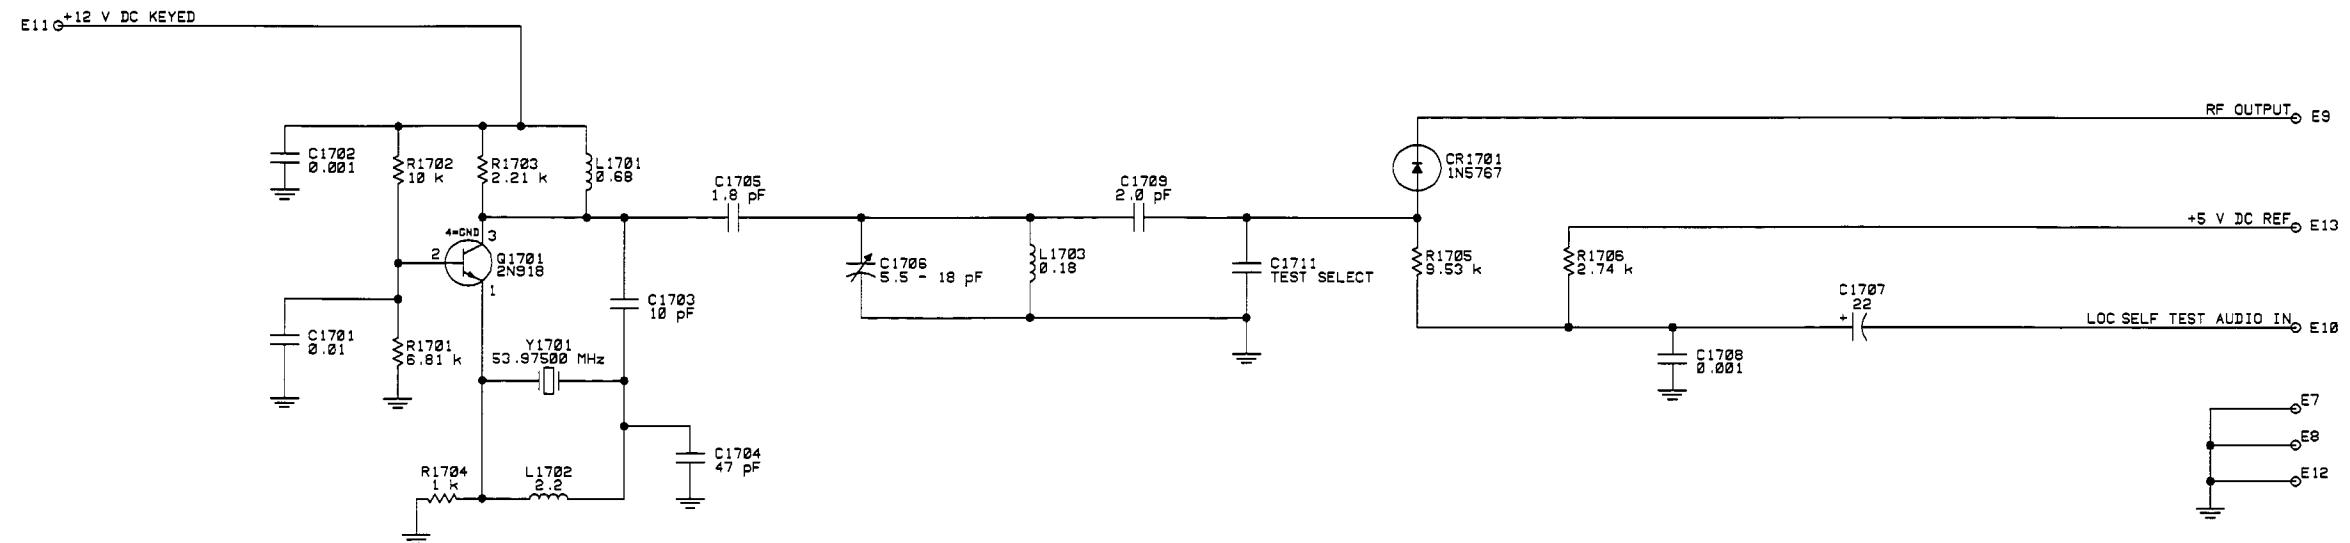 +12 V DC KEYED
E11
RF OUTPUT
E9
C1702
0.001
R1702
10 k
R1703
2.21 k
L1701
0.68
CR1701
1N5767
C1705
1.8 pF
C1709
2.0 pF
+5 V DC REF
E13
4=GND
3
2
Q1701
2N918
1
C1706
5.5 - 18 pF
L1703
0.18
C1711
TEST SELECT
R1705
9.53 k
R1706
2.74 k
C1707
22
+
LOC SELF TEST AUDIO IN
E10
C1703
10 pF
C1701
0.01
R1701
6.81 k
Y1701
53.97500 MHz
C1708
0.001
E7
E8
E12
C1704
47 pF
R1704
1 k
L1702
2.2